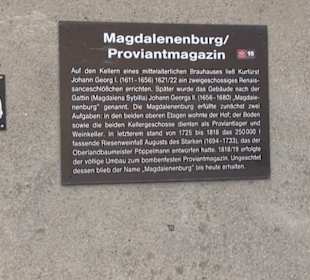 Magdalenenburg/
Proviantmagazin
18
Auf den Kellern eines mittelalterlichen Brauhauses ließ Kurfürst
Johann Georg I. (1611-1656) 1621/22 ein zweigeschossiges Renais-
sanceschlößchen errichten. Später wurde das Gebäude nach der
Gattin (Magdalena Sybilla) Johann Georgs II. (1656-1680) „Magdale-
nenburg" genannt. Die Magdalenenburg erfüllte zunächst zwei
Aufgaben: in den beiden oberen Etagen wohnte der Hof; der Boden
sowie die beiden Kellergeschosse dienten als Proviantlager und
Weinkeller. In letzterem stand von 1725 bis 1818 das 250000 l
fassende Riesenweinfaß Augusts des Starken (1694-1733), das der
Oberlandbaumeister Pöppelmann entworfen hatte. 1818/19 erfolgte
der völlige Umbau zum bombenfesten Proviantmagazin. Ungeachtet
dessen blieb der Name „Magdalenenburg" bis heute erhalten.